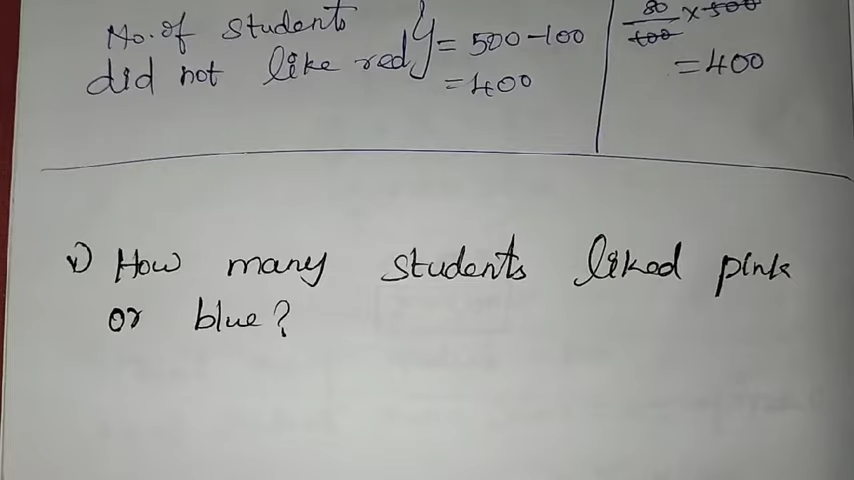 No. of students
did not like red} = 500 - 100
= 400
80/100 × 500
= 400
v) How many students liked pink
or blue?